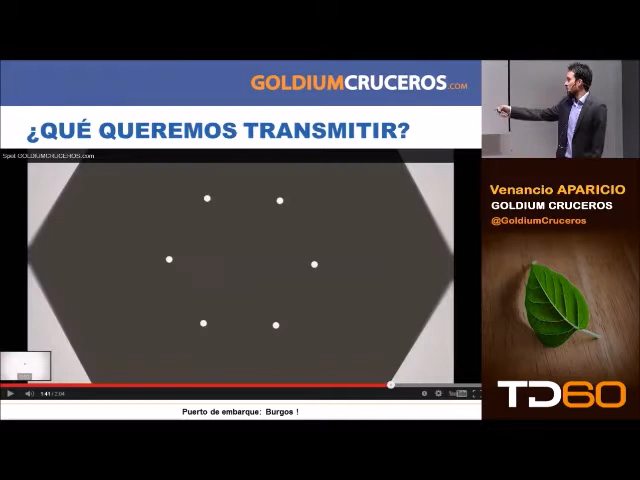 GOLDIUMCRUCEROS.com
¿QUÉ QUEREMOS TRANSMITIR?
Spot GOLDIUMCRUCEROS.com
1:41 / 2:04
YouTube
Puerto de embarque: Burgos !
Venancio APARICIO
GOLDIUM CRUCEROS
@GoldiumCruceros
TD60